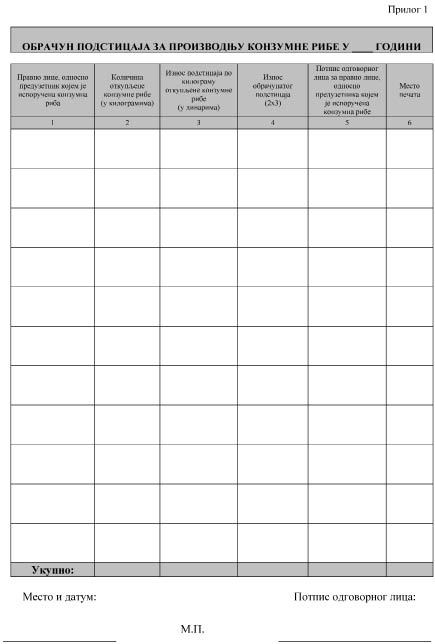 Прилог 1
ОБРАЧУН ПОДСТИЦАЈА ЗА ПРОИЗВОДЊУ КОНЗУМНЕ РИБЕ У ____ ГОДИНИ
Правно лице, односно
предузетник којем је
испоручена конзумна
риба
Количина
откупљене
конзумне рибе
(у килограмима)
Износ подстицаја по
килограму
откупљене конзумне
рибе
(у динарима)
Износ
обрачунатог
подстицаја
(2x3)
Потпис одговорног
лица за правно лице,
односно
предузетника којем
је испоручена
конзумна рибе
Место
печата
1 2 3 4 5 6
Укупно:
Место и датум: Потпис одговорног лица:
М.П.